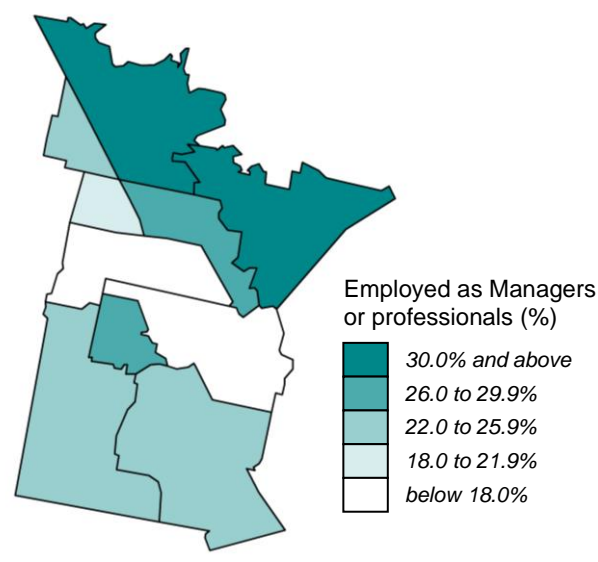 Employed as Managers
or professionals (%)
30.0% and above
26.0 to 29.9%
22.0 to 25.9%
18.0 to 21.9%
below 18.0%